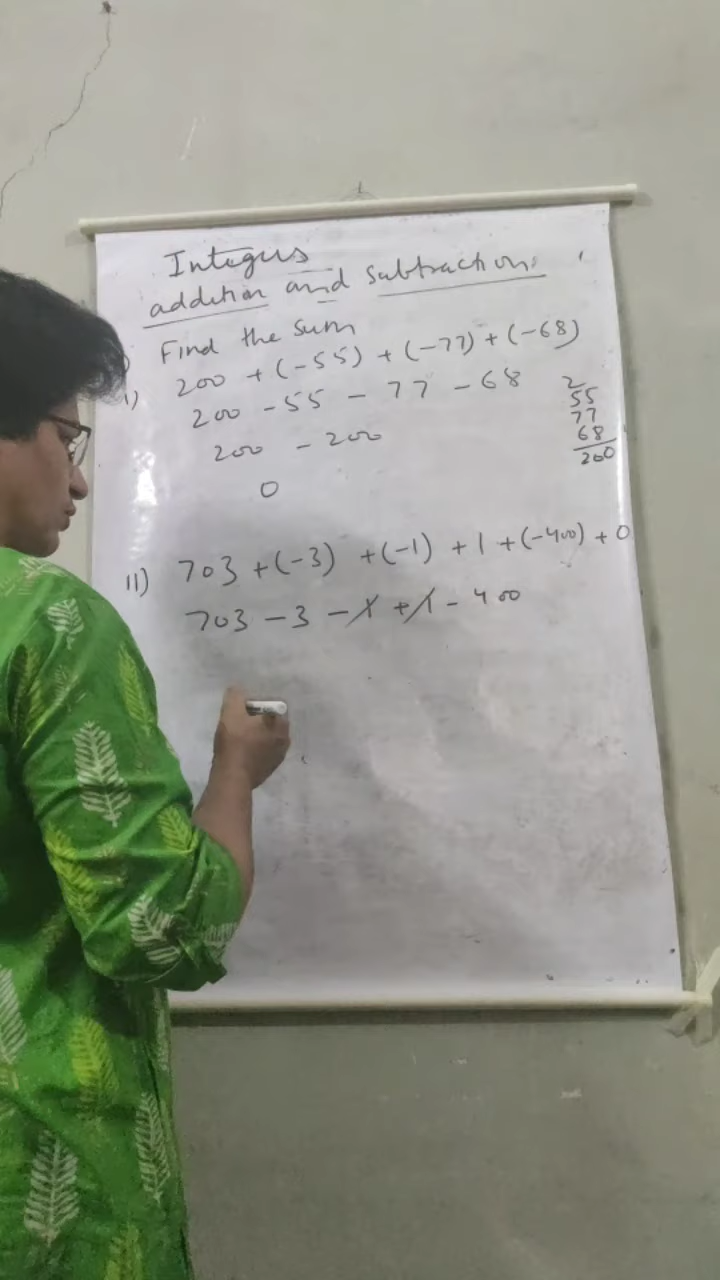 Integers
addition and subtraction
Find the sum
1) 200 + (-55) + (-77) + (-68)
200 - 55 - 77 - 68
200 - 200
0
2
55
77
68
200
11) 703 + (-3) + (-1) + 1 + (-400) + 0
703 - 3 - 1 + 1 - 400